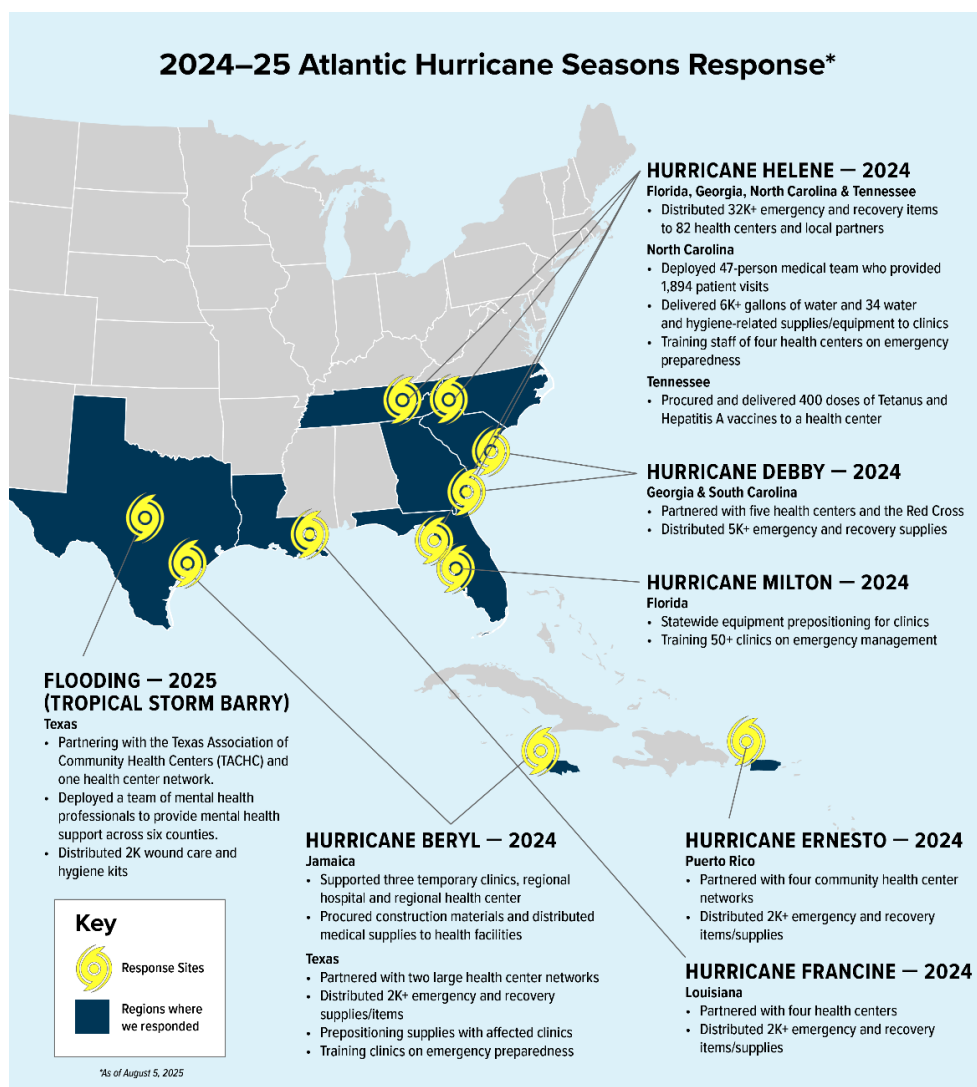 2024–25 Atlantic Hurricane Seasons Response*
HURRICANE HELENE — 2024
Florida, Georgia, North Carolina & Tennessee
• Distributed 32K+ emergency and recovery items
to 82 health centers and local partners
North Carolina
• Deployed 47-person medical team who provided
1,894 patient visits
• Delivered 6K+ gallons of water and 34 water
and hygiene-related supplies/equipment to clinics
• Training staff of four health centers on emergency
preparedness
Tennessee
• Procured and delivered 400 doses of Tetanus and
Hepatitis A vaccines to a health center
HURRICANE DEBBY — 2024
Georgia & South Carolina
• Partnered with five health centers and the Red Cross
• Distributed 5K+ emergency and recovery supplies
HURRICANE MILTON — 2024
Florida
• Statewide equipment prepositioning for clinics
• Training 50+ clinics on emergency management
FLOODING — 2025
(TROPICAL STORM BARRY)
Texas
• Partnering with the Texas Association of
Community Health Centers (TACHC) and
one health center network.
• Deployed a team of mental health
professionals to provide mental health
support across six counties.
• Distributed 2K wound care and
hygiene kits
HURRICANE BERYL — 2024
Jamaica
• Supported three temporary clinics, regional
hospital and regional health center
• Procured construction materials and distributed
medical supplies to health facilities
Texas
• Partnered with two large health center networks
• Distributed 2K+ emergency and recovery
supplies/items
• Prepositioning supplies with affected clinics
• Training clinics on emergency preparedness
HURRICANE ERNESTO — 2024
Puerto Rico
• Partnered with four community health center
networks
• Distributed 2K+ emergency and recovery
items/supplies
HURRICANE FRANCINE — 2024
Louisiana
• Partnered with four health centers
• Distributed 2K+ emergency and recovery
items/supplies
Key
Response Sites
Regions where
we responded
*As of August 5, 2025